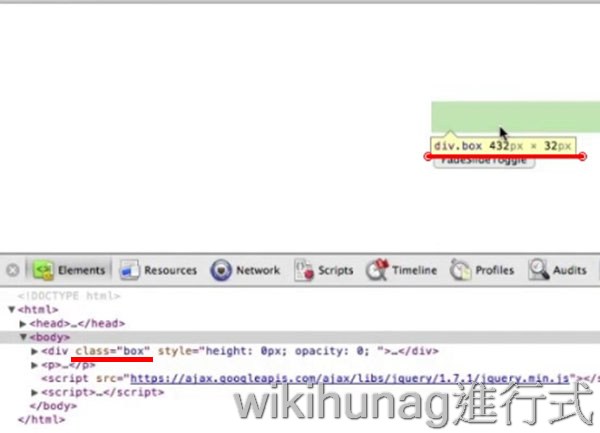 div.box 432px × 32px
fadeSlideToggle
Elements Resources Network Scripts Timeline Profiles Audits
<!DOCTYPE html>
▼<html>
▶<head>…</head>
▼<body>
▶<div class="box" style="height: 0px; opacity: 0; ">…</div>
▶<p>…</p>
<script src="https://ajax.googleapis.com/ajax/libs/jquery/1.7.1/jquery.min.js"></script>
▶<script>…</script>
</body>
</html>
wikihunag進行式